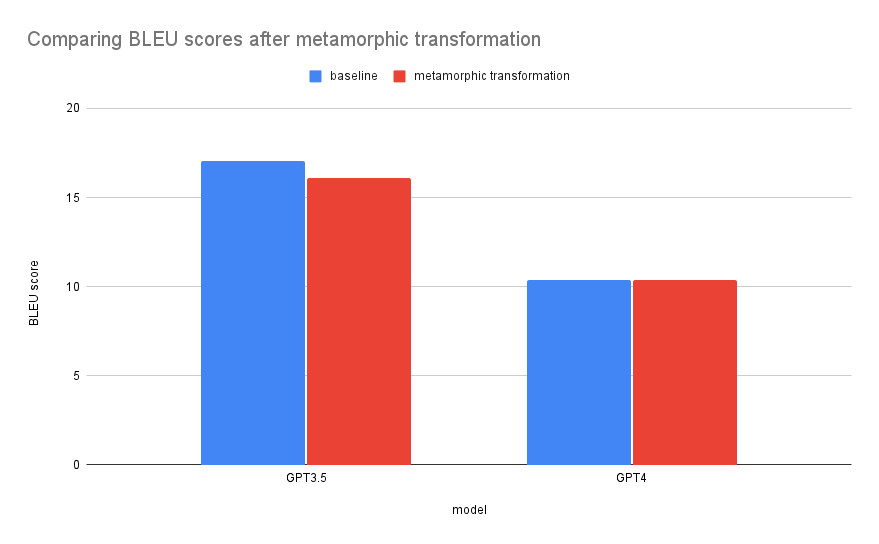 Comparing BLEU scores after metamorphic transformation
baseline
metamorphic transformation
20
15
10
5
0
BLEU score
GPT3.5
GPT4
model